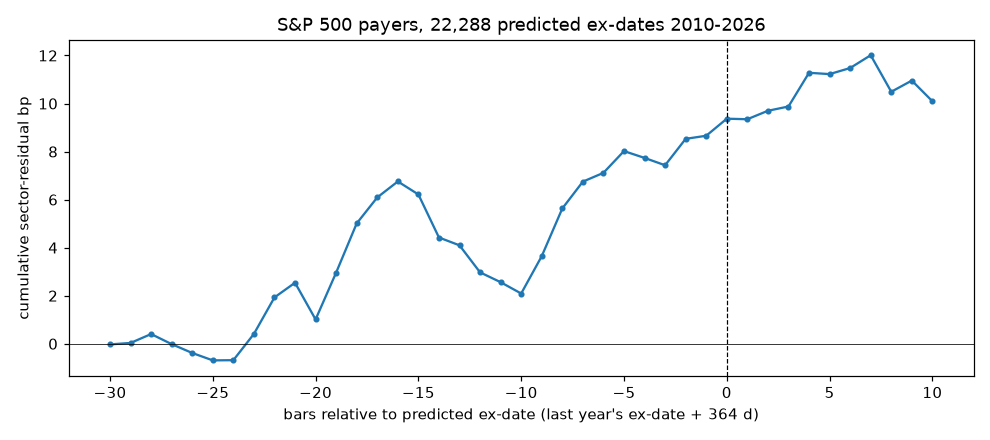 S&P 500 payers, 22,288 predicted ex-dates 2010-2026
cumulative sector-residual bp
12
10
8
6
4
2
0
−30 −25 −20 −15 −10 −5 0 5 10
bars relative to predicted ex-date (last year's ex-date + 364 d)